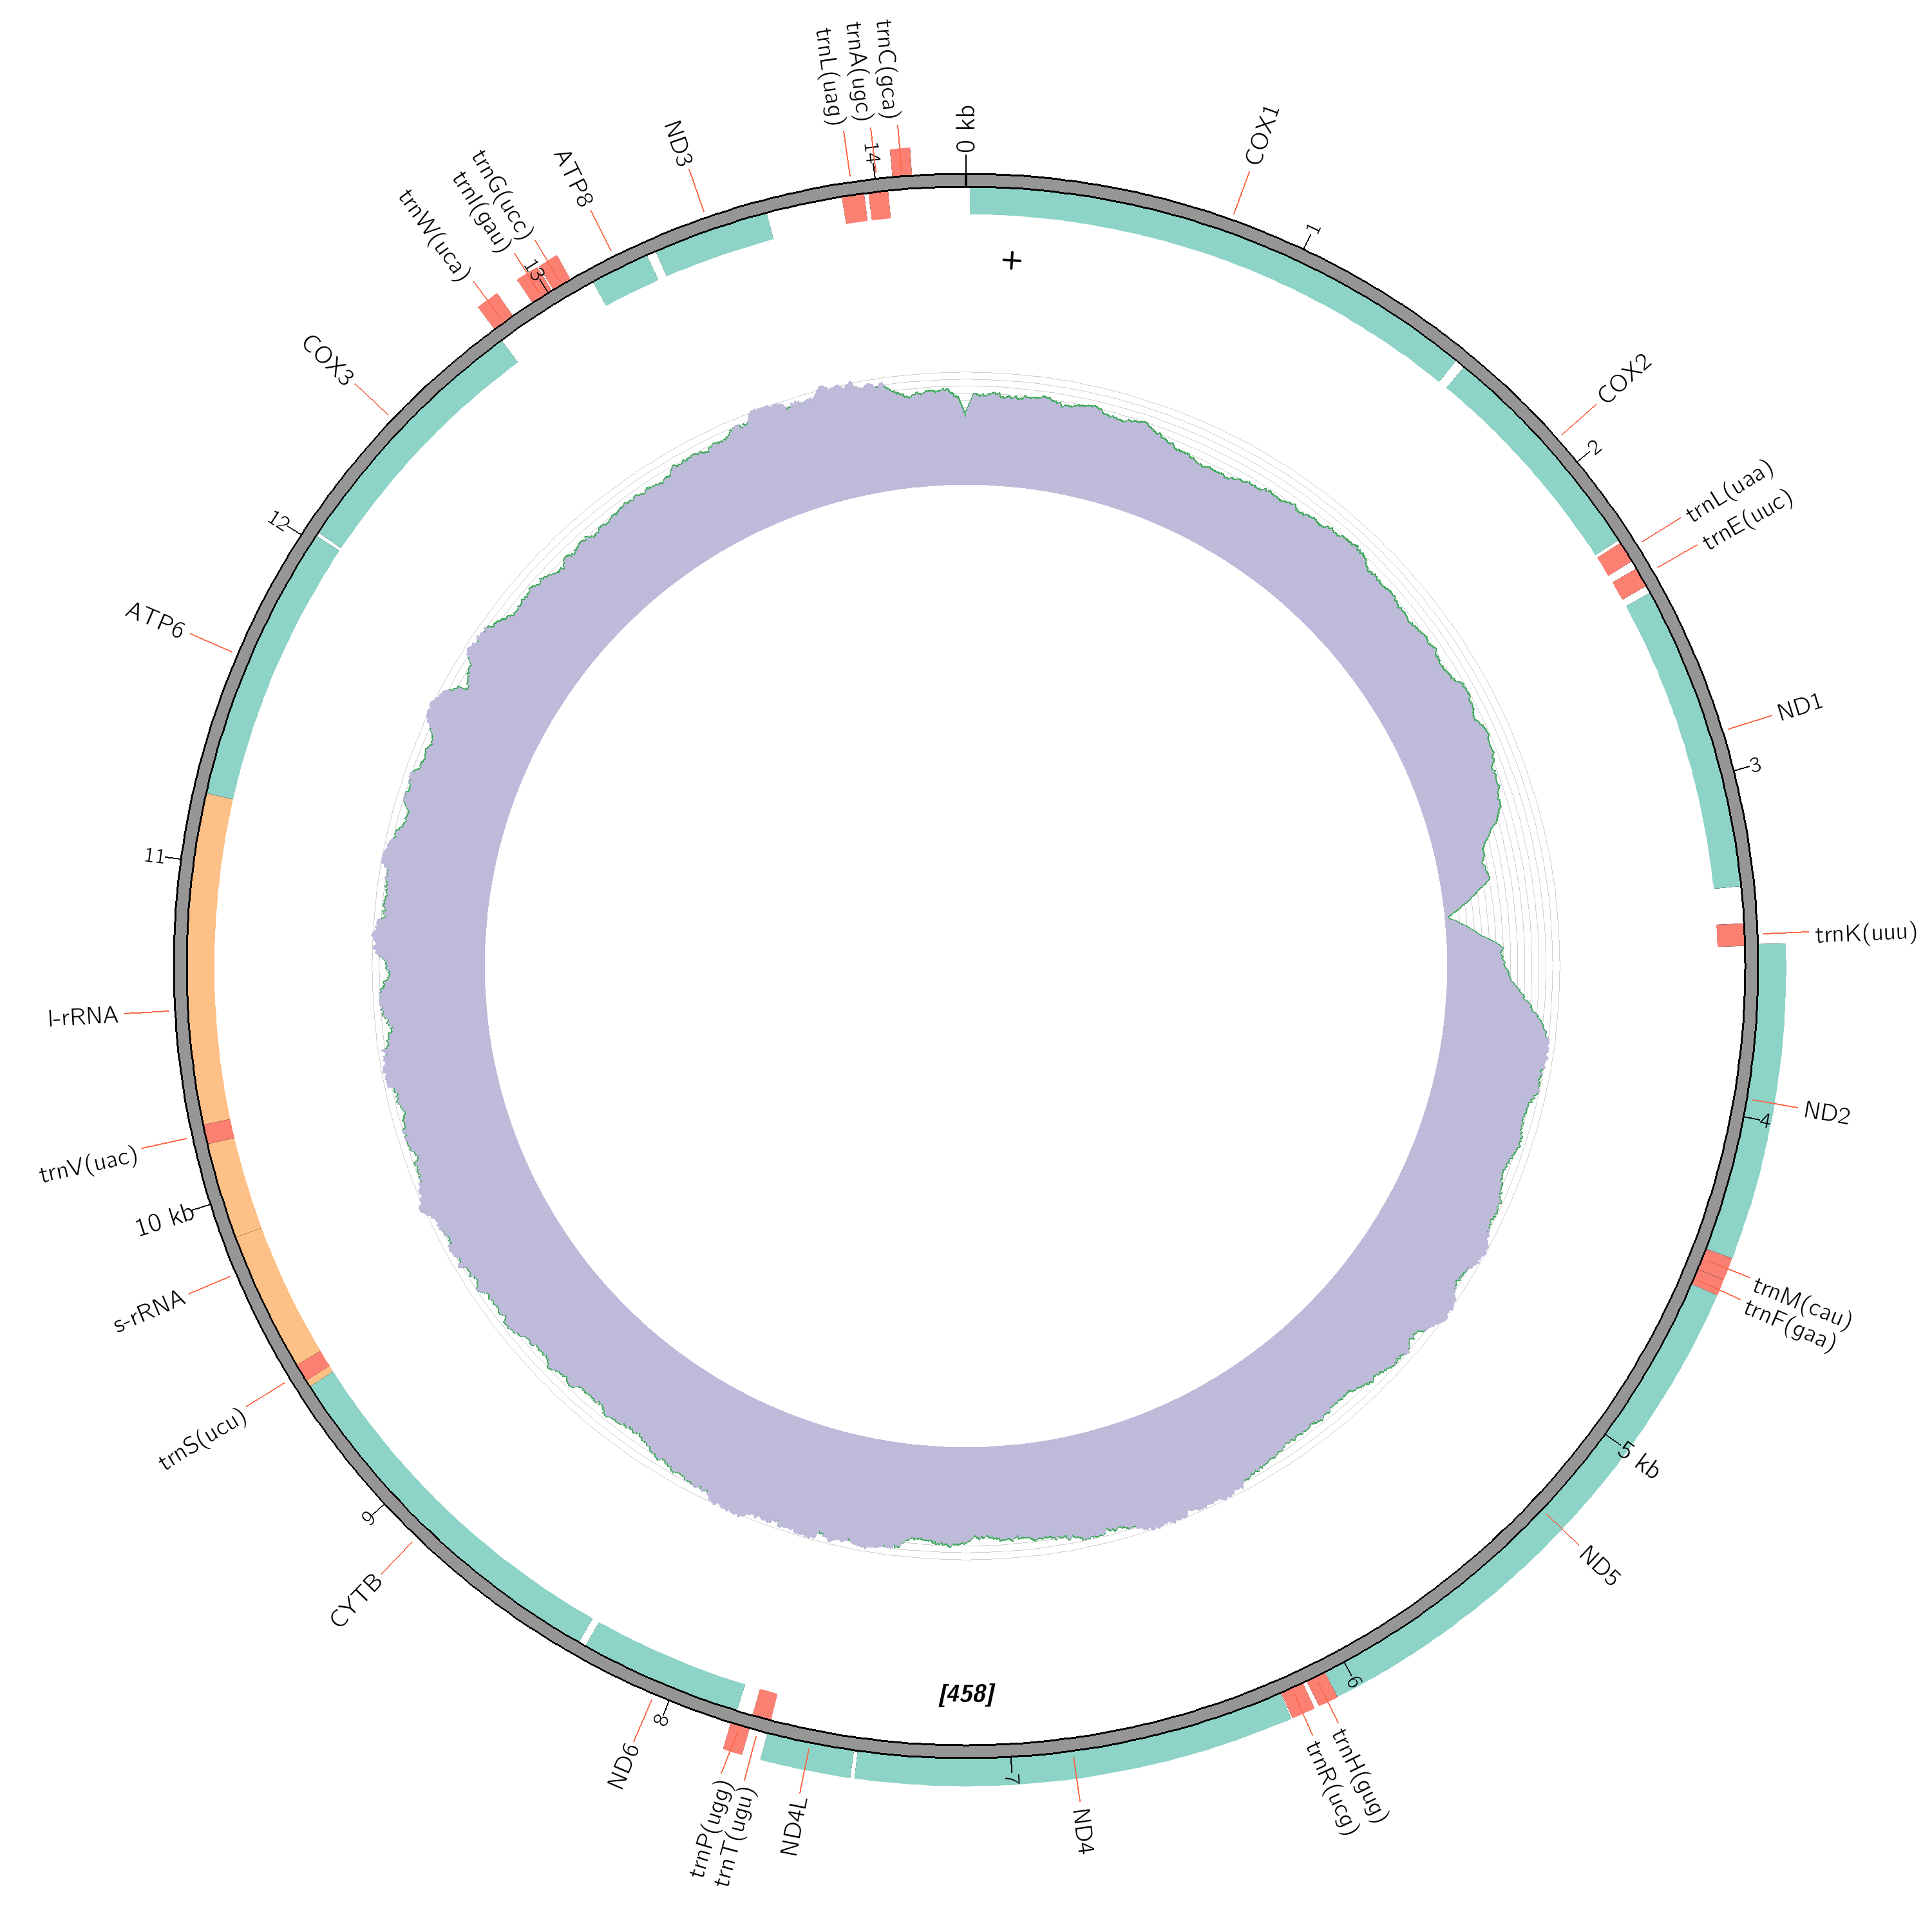 0 kb
COX1
1
COX2
2
trnL(uaa)
trnE(uuc)
ND1
3
trnK(uuu)
ND2
4
trnM(cau)
trnF(gaa)
5 kb
ND5
6
trnH(gug)
trnR(ucg)
ND4
7
ND4L
trnT(ugu)
trnP(ugg)
8
ND6
CYTB
9
trnS(ucu)
s-rRNA
10 kb
trnV(uac)
l-rRNA
11
ATP6
12
COX3
trnW(uca)
trnI(gau)
13
trnG(ucc)
ATP8
ND3
trnL(uag)
trnA(ugc)
14
trnC(gca)
+
[458]